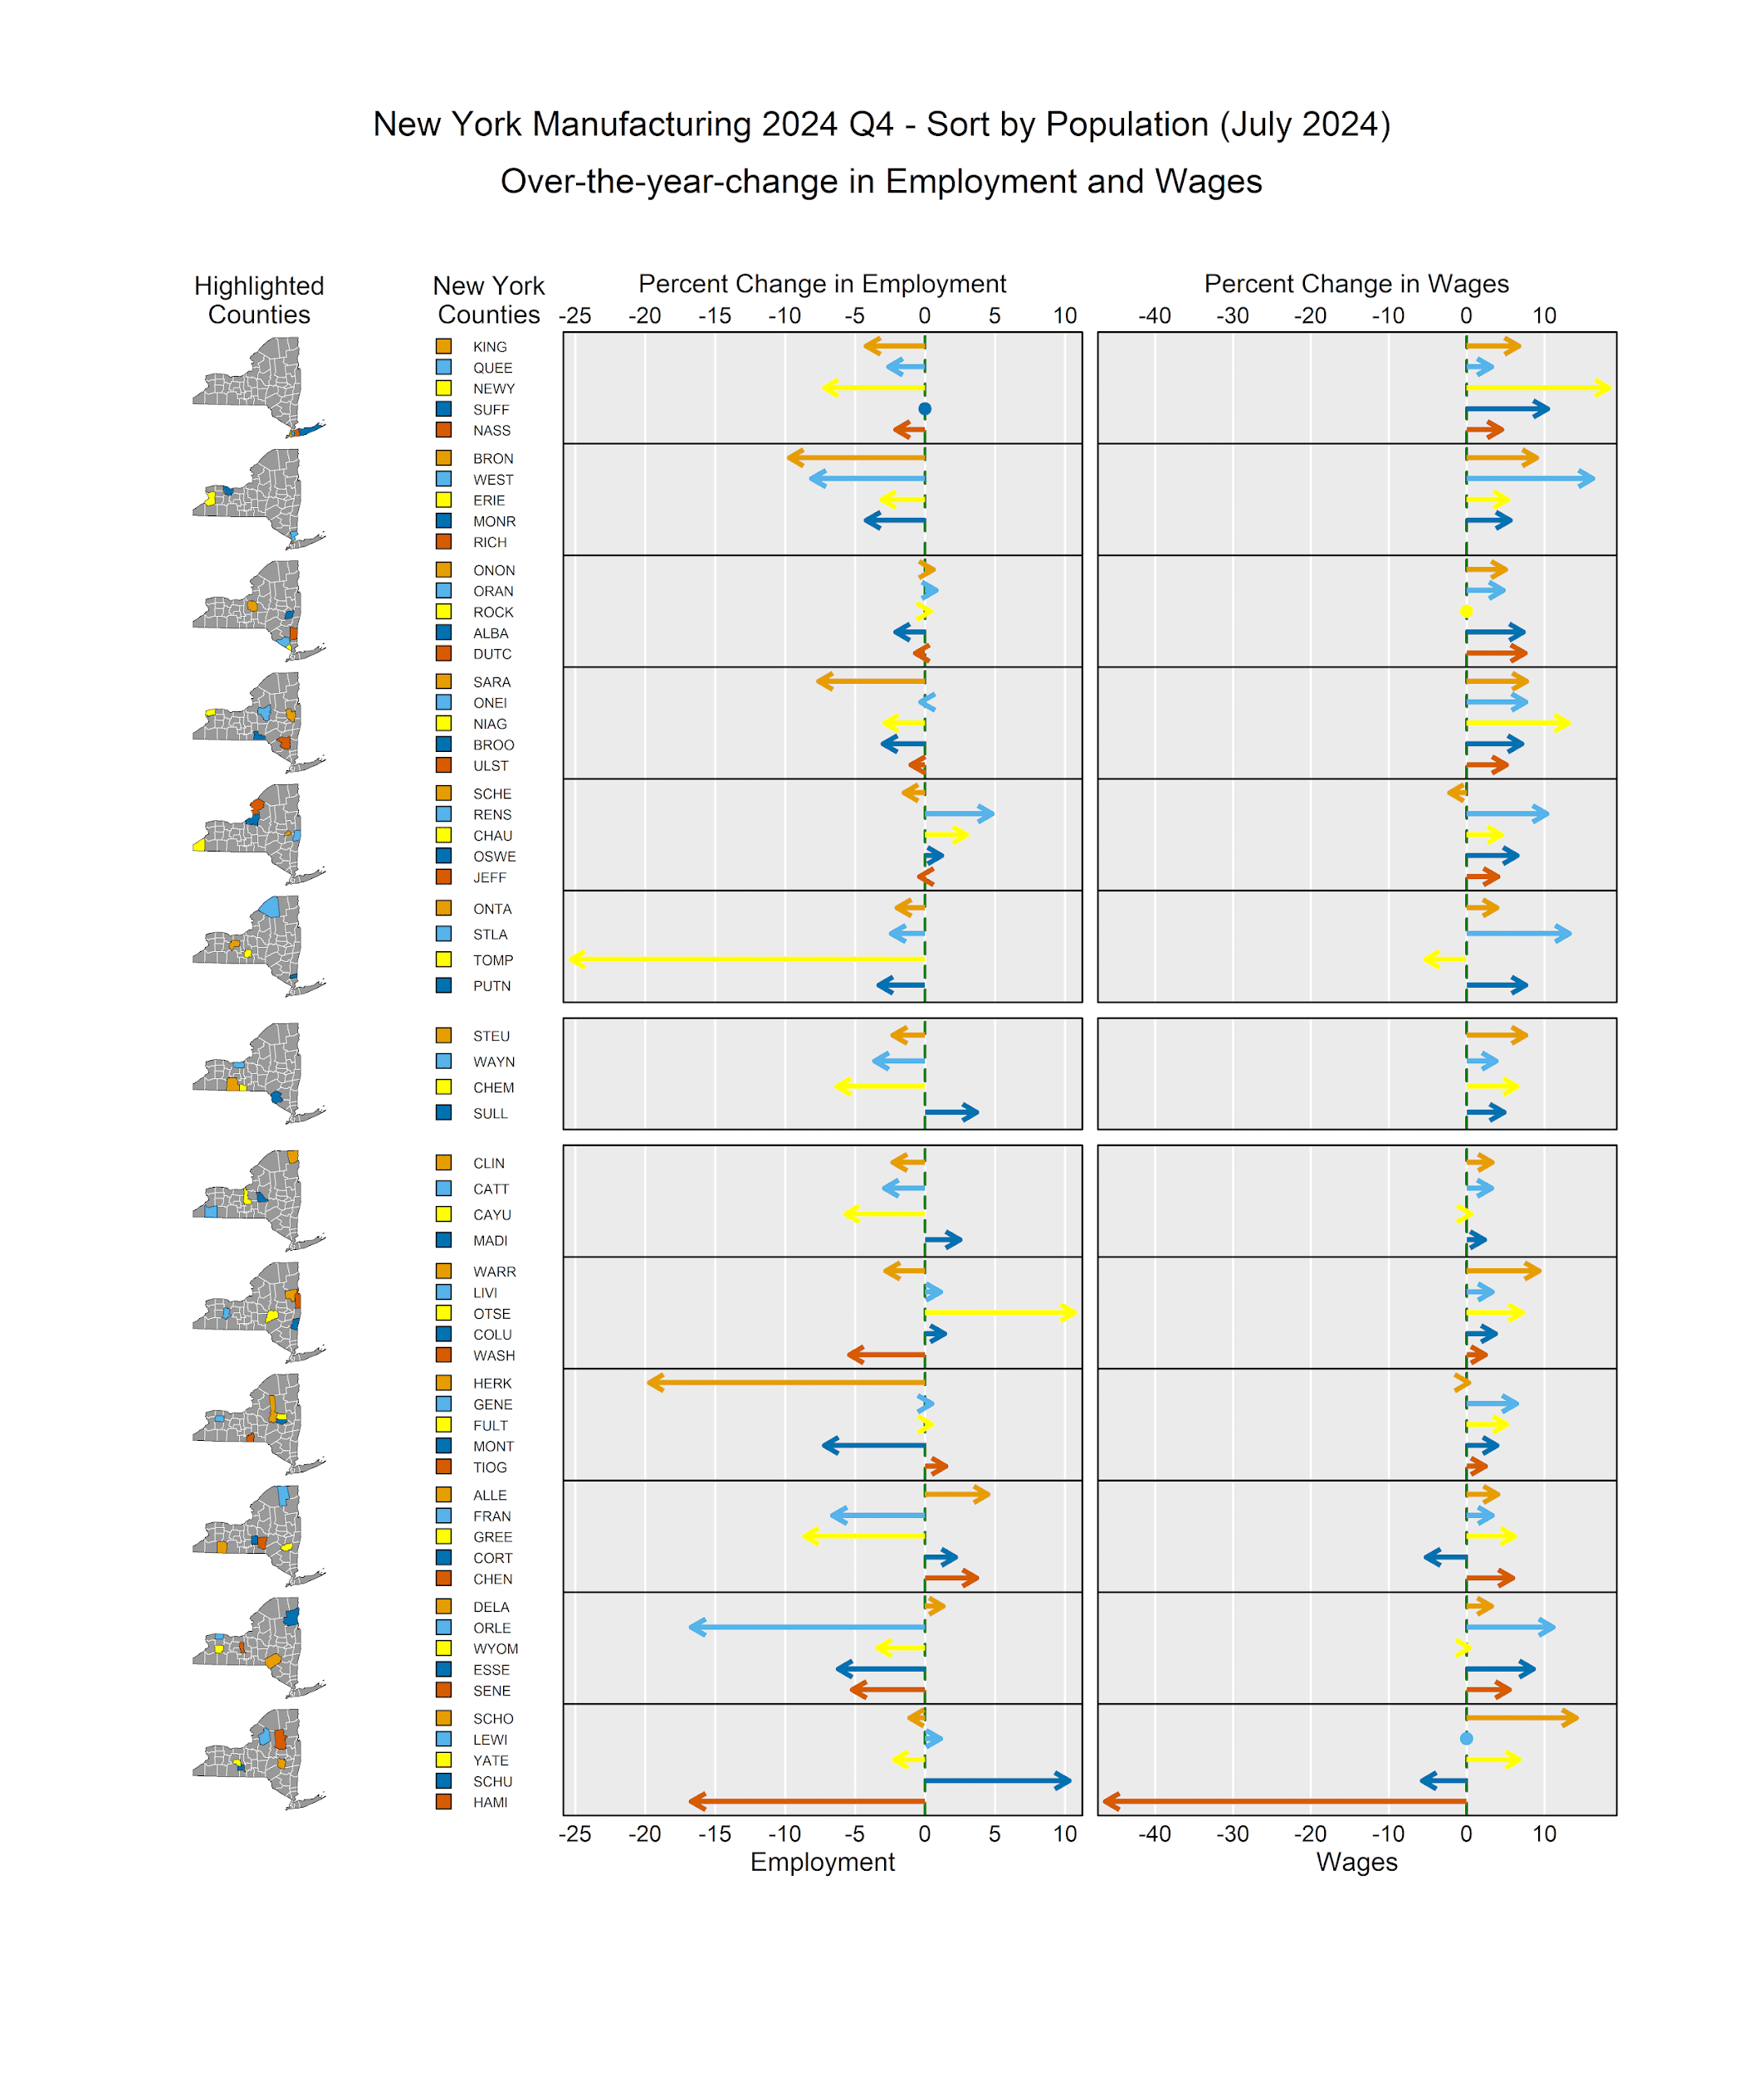 New York Manufacturing 2024 Q4 - Sort by Population (July 2024)
Over-the-year-change in Employment and Wages
Highlighted Counties
New York Counties
Percent Change in Employment
Percent Change in Wages
-25 -20 -15 -10 -5 0 5 10
-40 -30 -20 -10 0 10
KING
QUEE
NEWY
SUFF
NASS
BRON
WEST
ERIE
MONR
RICH
ONON
ORAN
ROCK
ALBA
DUTC
SARA
ONEI
NIAG
BROO
ULST
SCHE
RENS
CHAU
OSWE
JEFF
ONTA
STLA
TOMP
PUTN
STEU
WAYN
CHEM
SULL
CLIN
CATT
CAYU
MADI
WARR
LIVI
OTSE
COLU
WASH
HERK
GENE
FULT
MONT
TIOG
ALLE
FRAN
GREE
CORT
CHEN
DELA
ORLE
WYOM
ESSE
SENE
SCHO
LEWI
YATE
SCHU
HAMI
-25 -20 -15 -10 -5 0 5 10
-40 -30 -20 -10 0 10
Employment
Wages